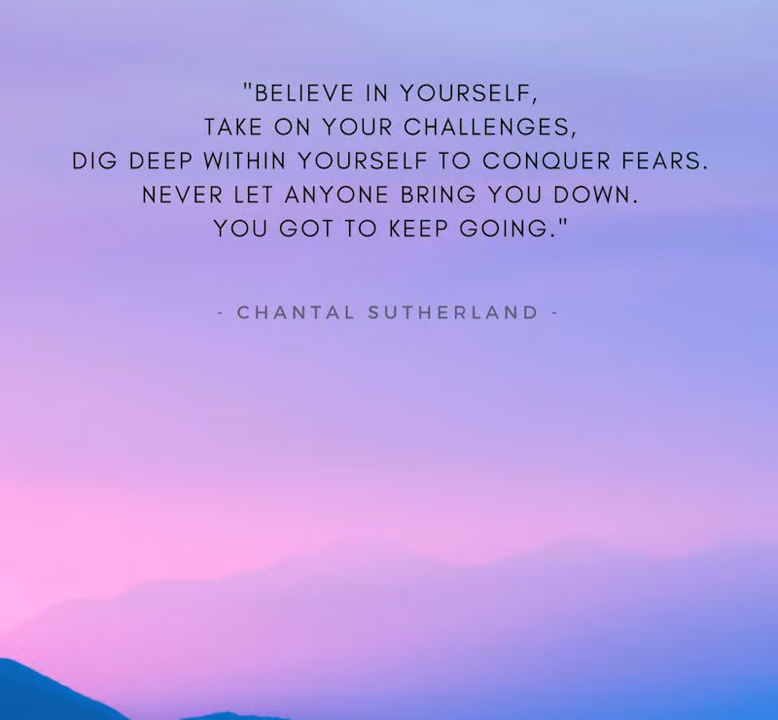 "BELIEVE IN YOURSELF,
TAKE ON YOUR CHALLENGES,
DIG DEEP WITHIN YOURSELF TO CONQUER FEARS.
NEVER LET ANYONE BRING YOU DOWN.
YOU GOT TO KEEP GOING."
- CHANTAL SUTHERLAND -